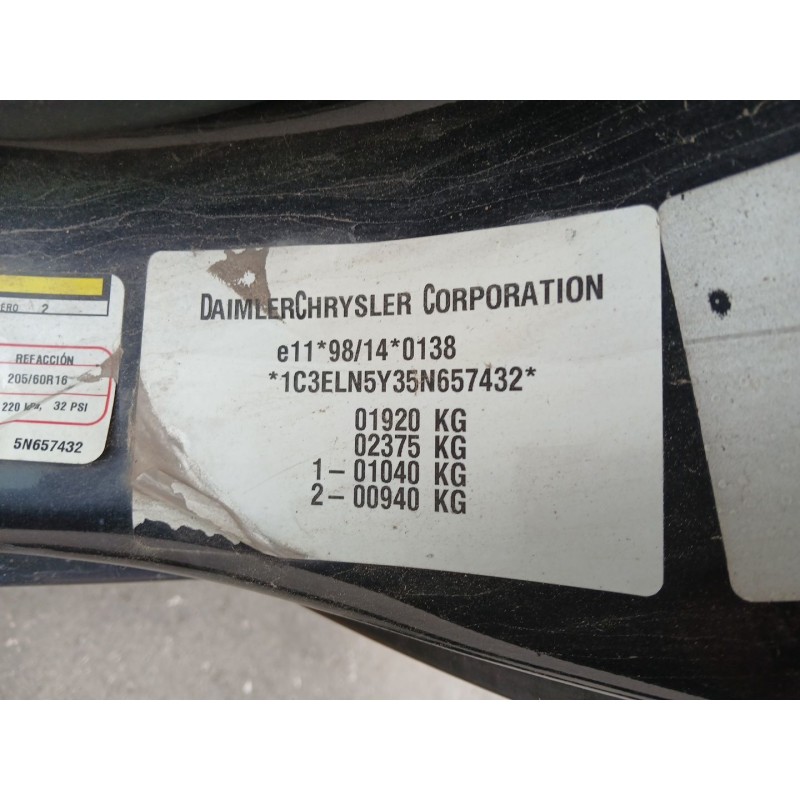 ERO 2
REFACCIÓN
205/60R16
220 kPa, 32 PSI
5N657432
DAIMLERCHRYSLER CORPORATION
e11*98/14*0138
*1C3ELN5Y35N657432*
01920 KG
02375 KG
1-01040 KG
2-00940 KG